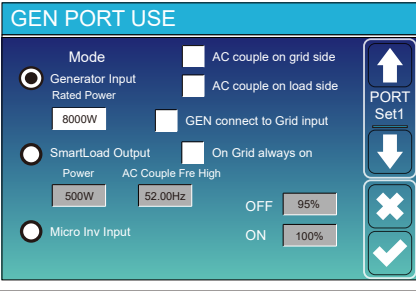 GEN PORT USE
Mode
AC couple on grid side
Generator Input
AC couple on load side
Rated Power
PORT
Set1
8000W
GEN connect to Grid input
SmartLoad Output
On Grid always on
Power
AC Couple Fre High
500W
52.00Hz
OFF
95%
Micro Inv Input
ON
100%